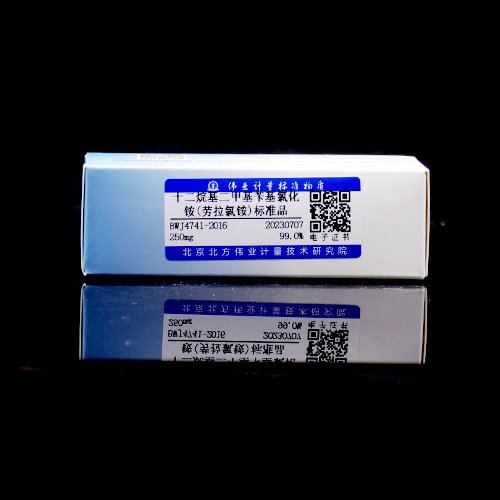 伟业计量标准物质
十二烷基二甲基苄基氯化
铵(劳拉氯铵)标准品
BWJ4741-2016 20230707
250mg 99.0% 电子证书
北京北方伟业计量技术研究院